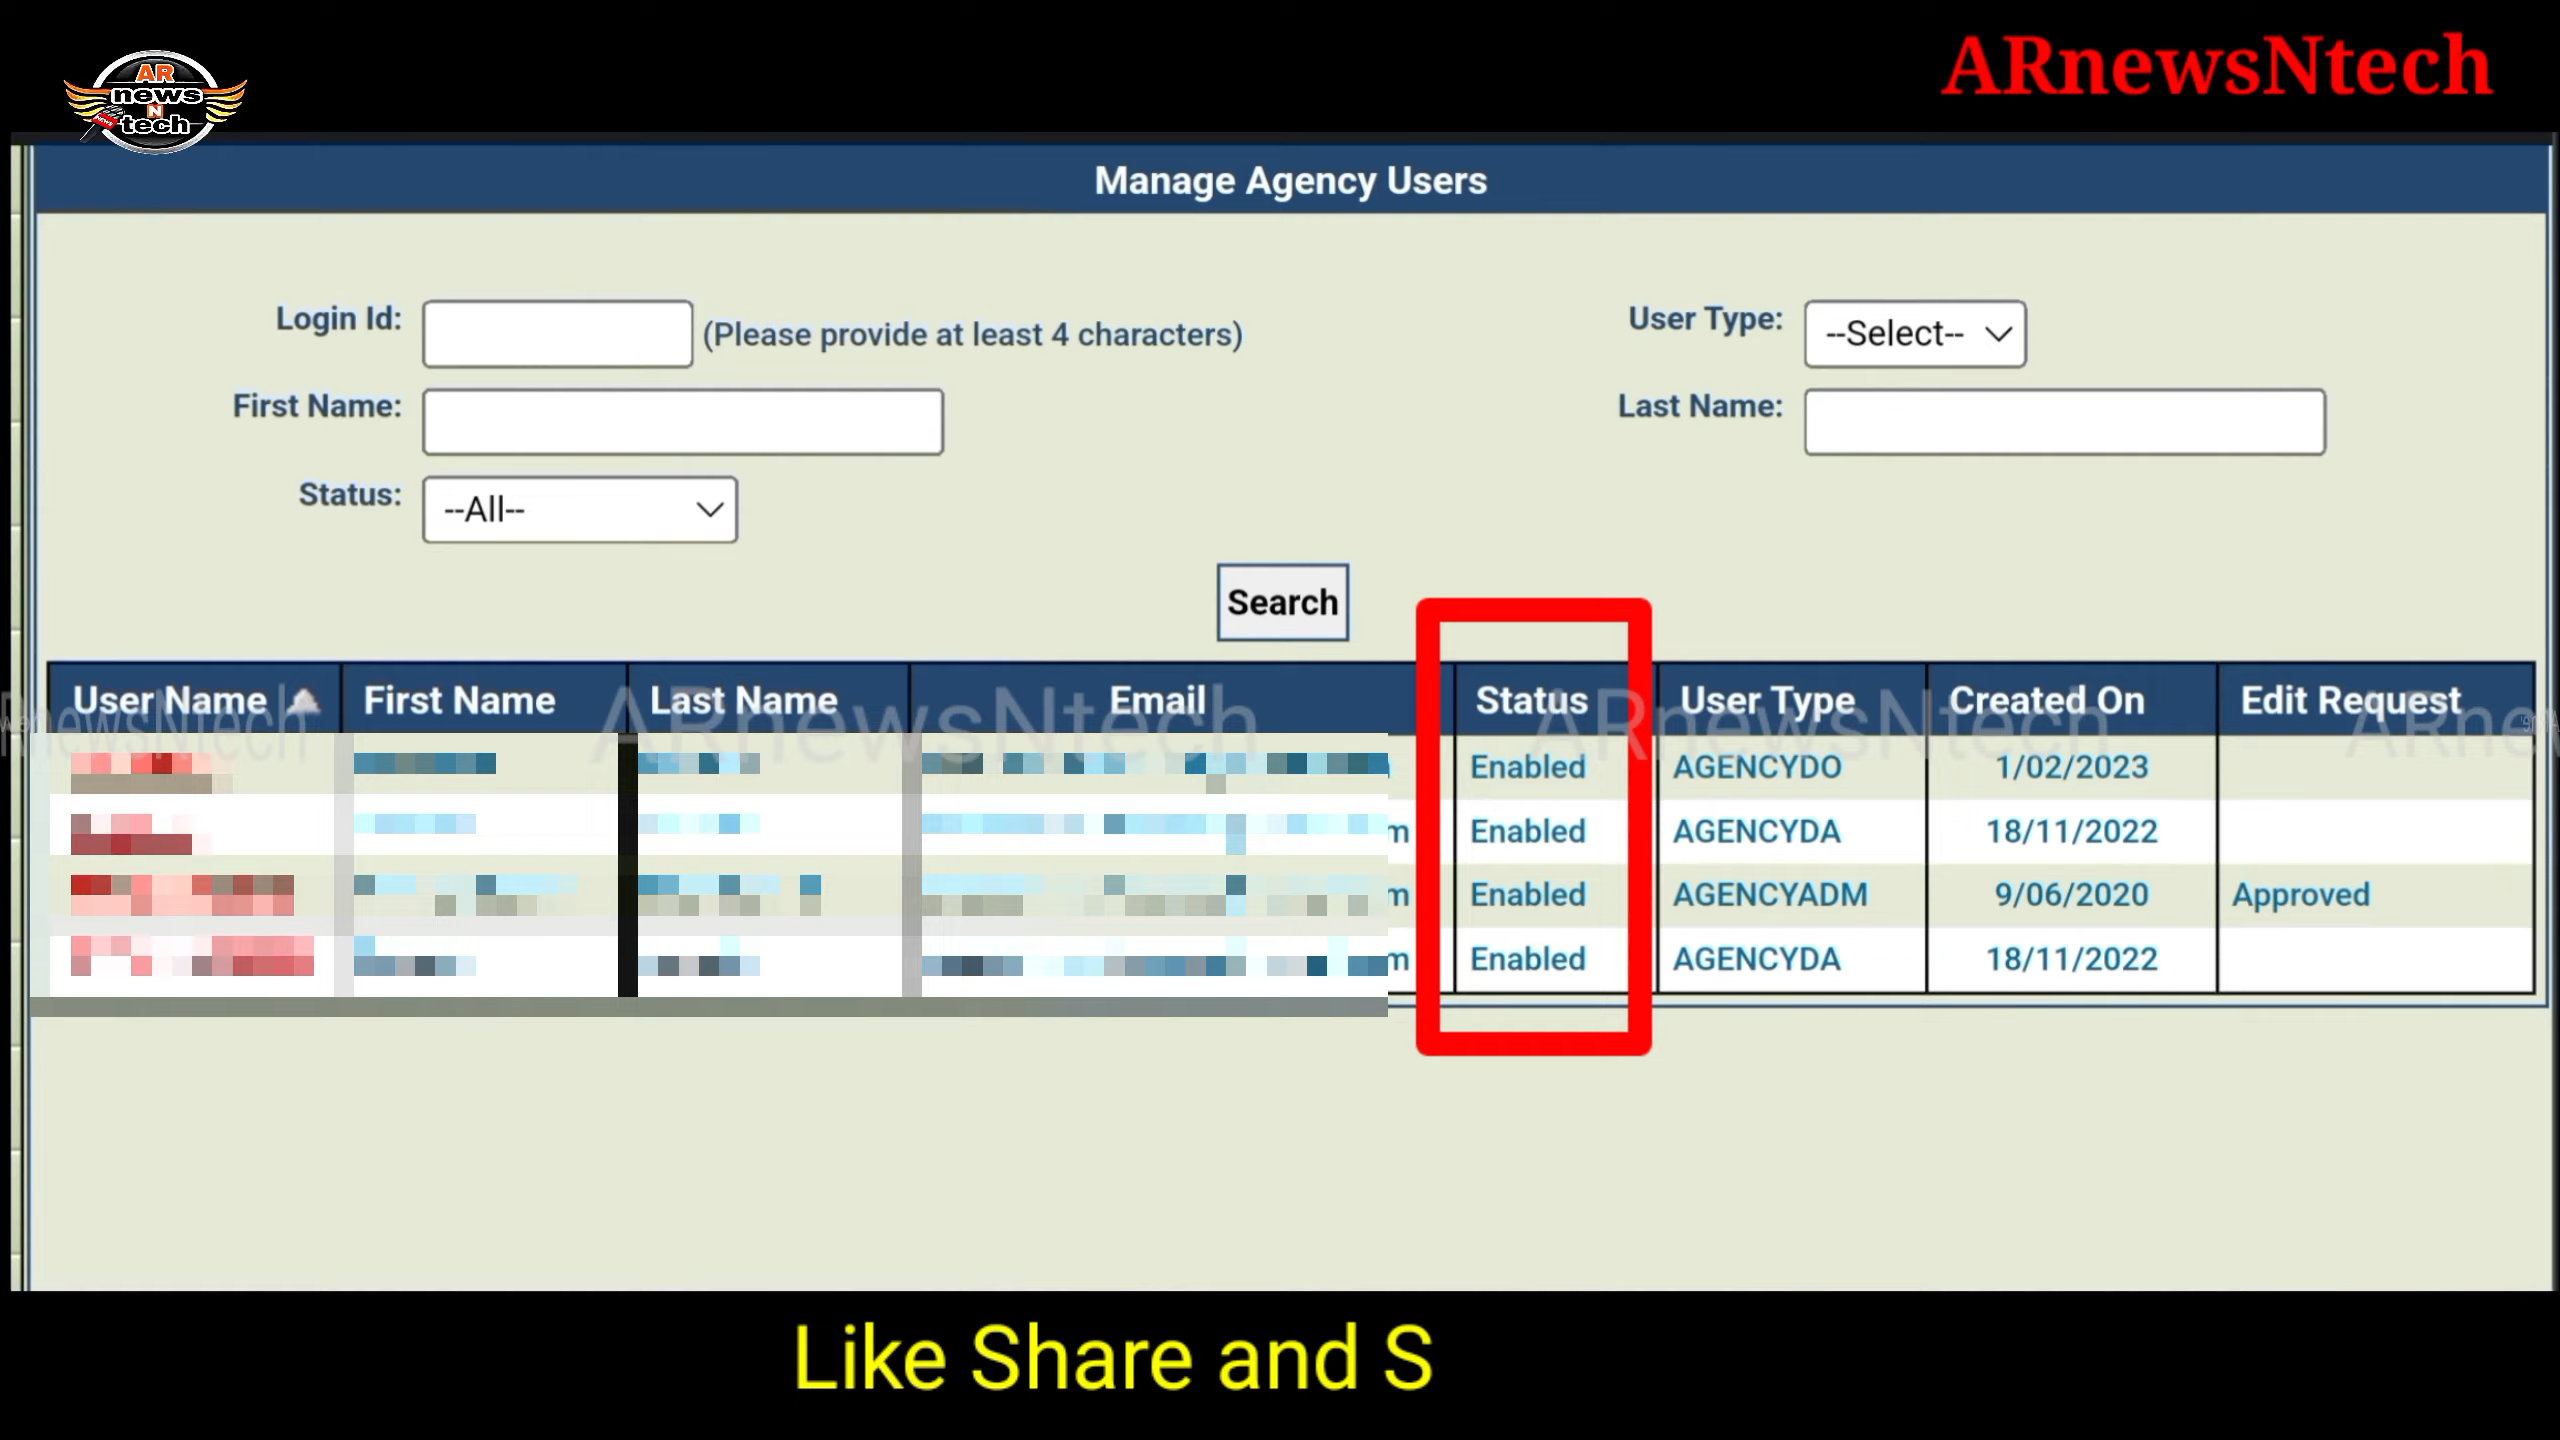 AR
news
N
tech
ARnewsNtech
Manage Agency Users
Login Id:
(Please provide at least 4 characters)
User Type:
--Select--
First Name:
Last Name:
Status:
--All--
Search
User Name First Name Last Name Email Status User Type Created On Edit Request
ARnewsNtech ARnewsNtech
Enabled AGENCYDO 1/02/2023
m Enabled AGENCYDA 18/11/2022
m Enabled AGENCYADM 9/06/2020 Approved
m Enabled AGENCYDA 18/11/2022
Like Share and S